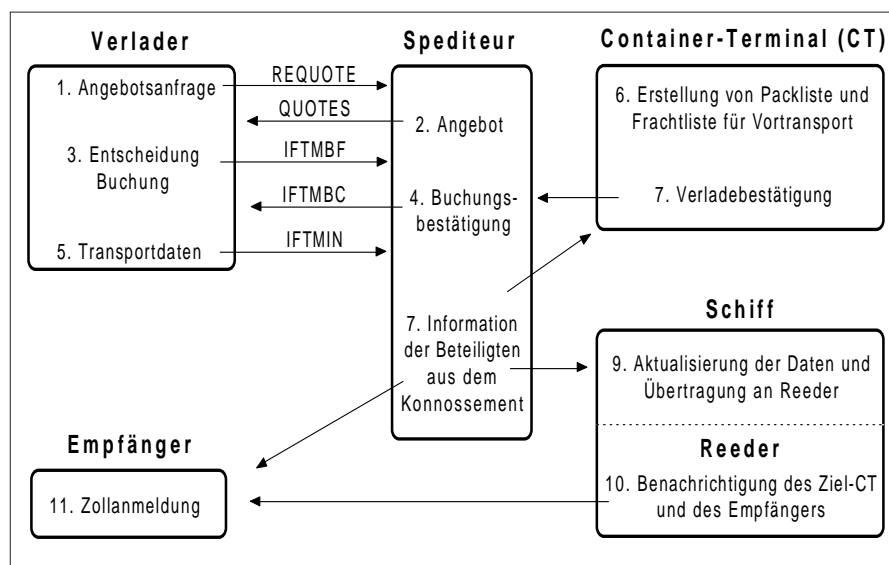 Verlader
1. Angebotsanfrage
3. Entscheidung
Buchung
5. Transportdaten
REQUOTE
QUOTES
IFTMBF
IFTMBC
IFTMIN
Spediteur
2. Angebot
4. Buchungs-
bestätigung
7. Information
der Beteiligten
aus dem
Konnossement
Container-Terminal (CT)
6. Erstellung von Packliste und
Frachtliste für Vortransport
7. Verladebestätigung
Schiff
9. Aktualisierung der Daten und
Übertragung an Reeder
Reeder
10. Benachrichtigung des Ziel-CT
und des Empfängers
Empfänger
11. Zollanmeldung